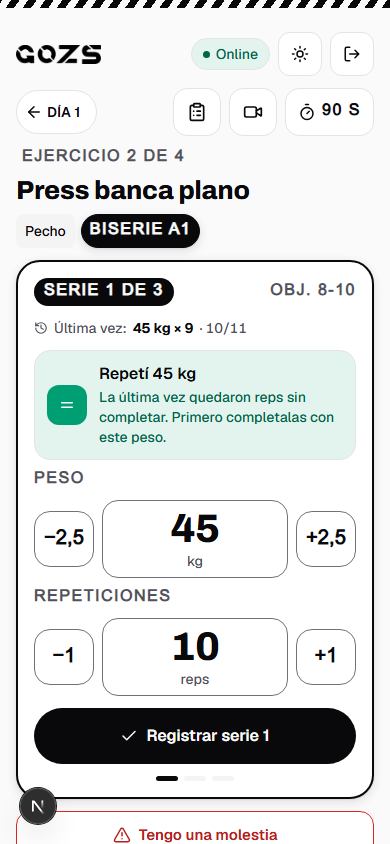 GOZS
Online
DÍA 1
90 S
EJERCICIO 2 DE 4
Press banca plano
Pecho
BISERIE A1
SERIE 1 DE 3
OBJ. 8-10
Última vez: 45 kg × 9 · 10/11
=
Repetí 45 kg
La última vez quedaron reps sin
completar. Primero completalas con
este peso.
PESO
−2,5
45
kg
+2,5
REPETICIONES
−1
10
reps
+1
Registrar serie 1
N
Tengo una molestia